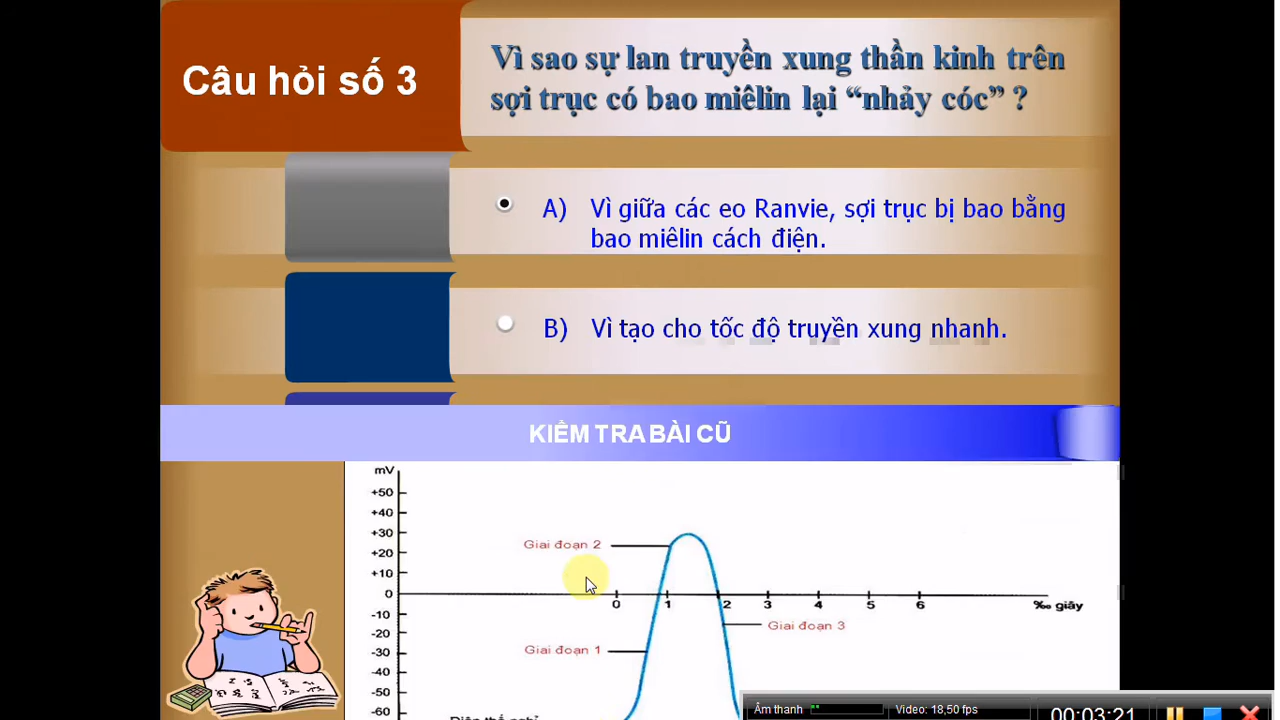 Câu hỏi số 3
Vì sao sự lan truyền xung thần kinh trên
sợi trục có bao miêlin lại “nhảy cóc” ?
A) Vì giữa các eo Ranvie, sợi trục bị bao bằng
bao miêlin cách điện.
B) Vì tạo cho tốc độ truyền xung nhanh.
KIỂM TRA BÀI CŨ
mV
+50
+40
+30
Giai đoạn 2
+20
+10
0
0 1 2 3 4 5 6 ‰ giây
-10
-20
Giai đoạn 3
-30
Giai đoạn 1
-40
-50
-60
Âm thanh
Video: 18,50 fps
00:03:21